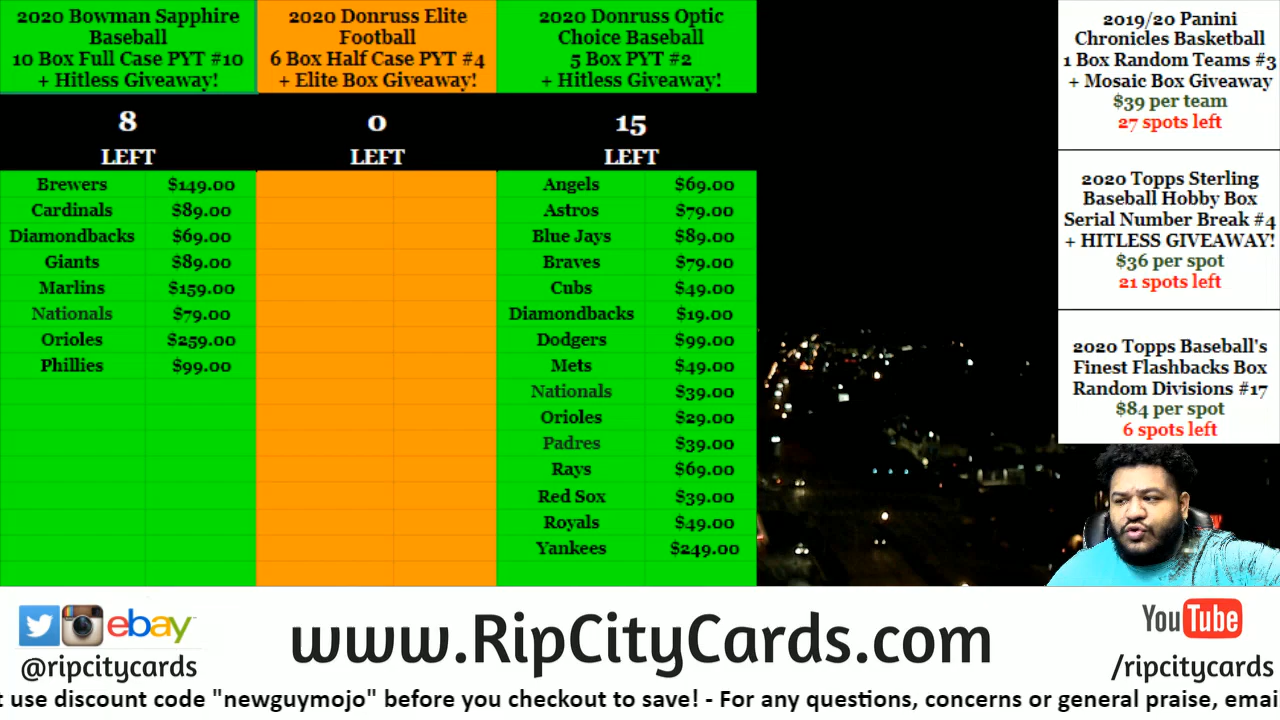 2020 Bowman Sapphire
Baseball
10 Box Full Case PYT #10
+ Hitless Giveaway!
8
LEFT
Brewers $149.00
Cardinals $89.00
Diamondbacks $69.00
Giants $89.00
Marlins $159.00
Nationals $79.00
Orioles $259.00
Phillies $99.00
2020 Donruss Elite
Football
6 Box Half Case PYT #4
+ Elite Box Giveaway!
0
LEFT
2020 Donruss Optic
Choice Baseball
5 Box PYT #2
+ Hitless Giveaway!
15
LEFT
Angels $69.00
Astros $79.00
Blue Jays $89.00
Braves $79.00
Cubs $49.00
Diamondbacks $19.00
Dodgers $99.00
Mets $49.00
Nationals $39.00
Orioles $29.00
Padres $39.00
Rays $69.00
Red Sox $39.00
Royals $49.00
Yankees $249.00
2019/20 Panini
Chronicles Basketball
1 Box Random Teams #3
+ Mosaic Box Giveaway
$39 per team
27 spots left
2020 Topps Sterling
Baseball Hobby Box
Serial Number Break #4
+ HITLESS GIVEAWAY!
$36 per spot
21 spots left
2020 Topps Baseball's
Finest Flashbacks Box
Random Divisions #17
$84 per spot
6 spots left
ebay
@ripcitycards
www.RipCityCards.com
YouTube
/ripcitycards
t use discount code "newguymojo" before you checkout to save! - For any questions, concerns or general praise, emai